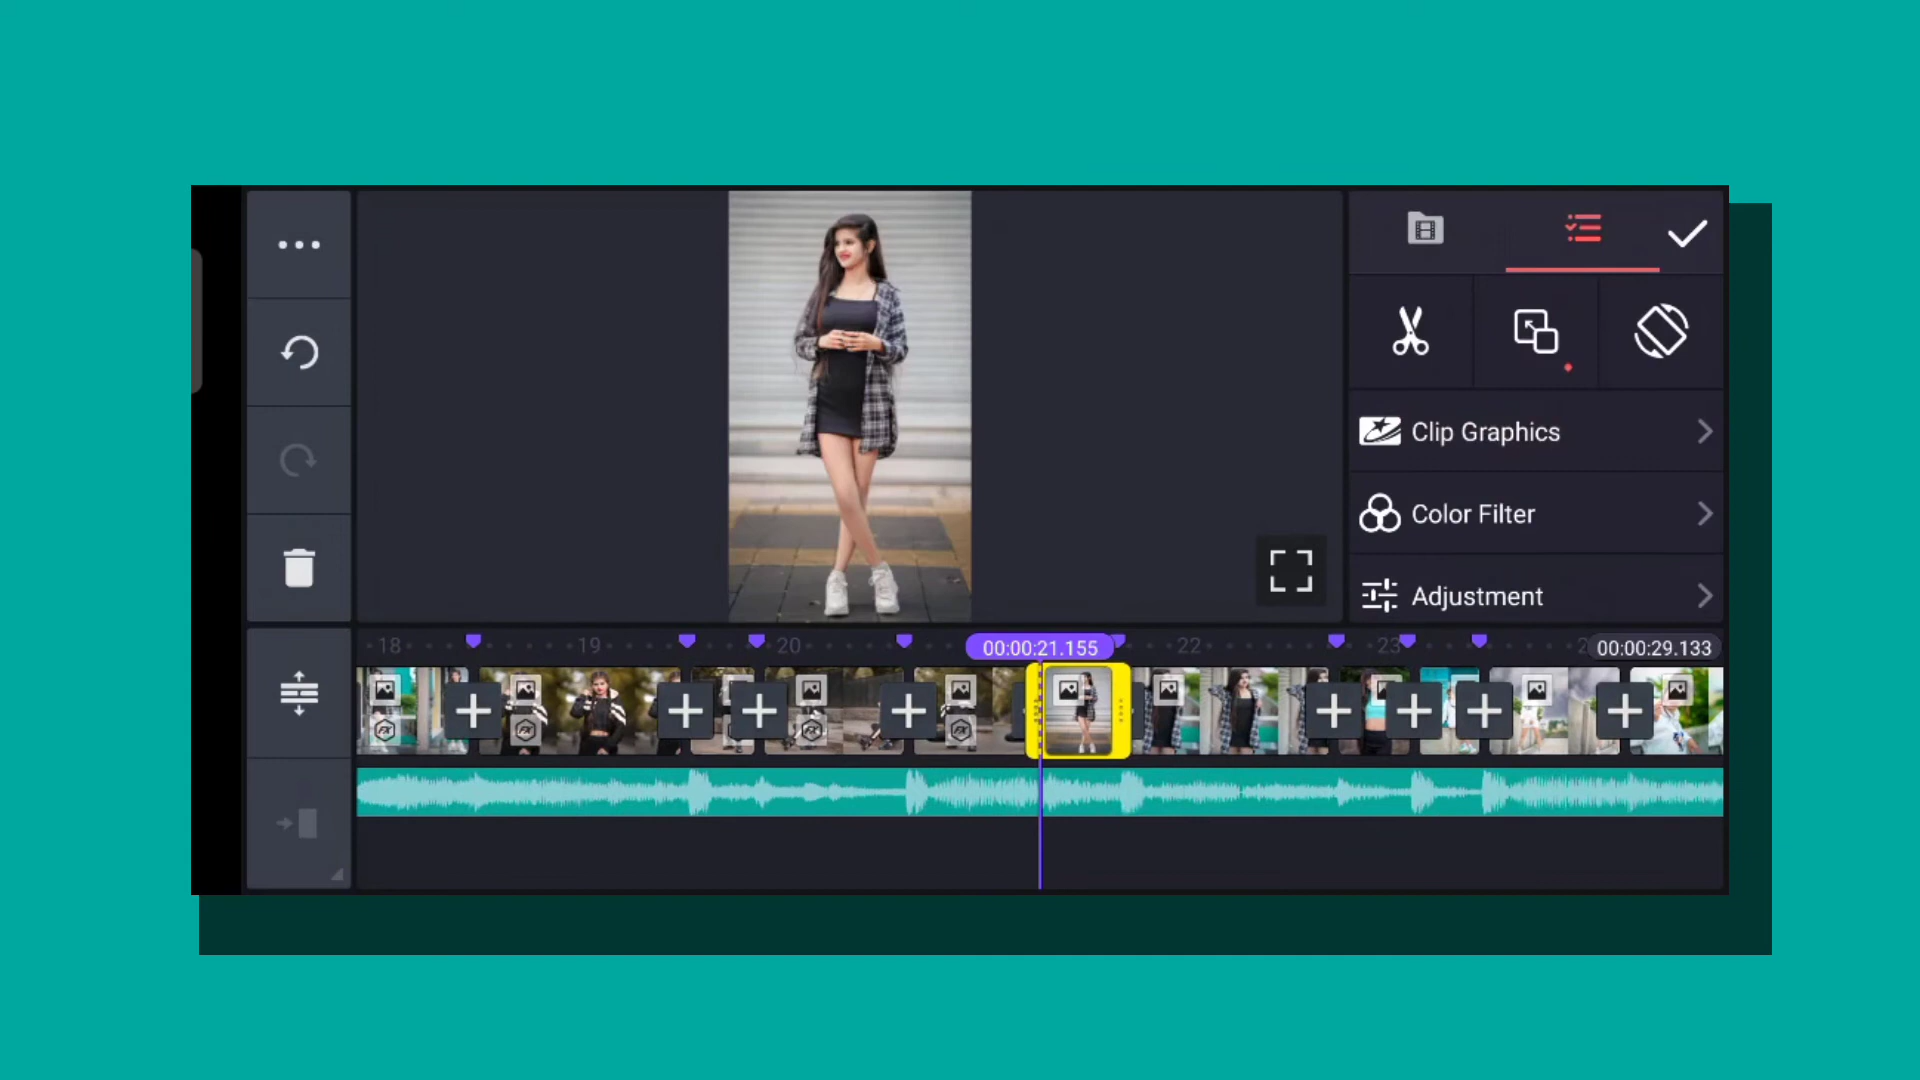 Clip Graphics
Color Filter
Adjustment
18 19 20 00:00:21.155 22 23 00:00:29.133